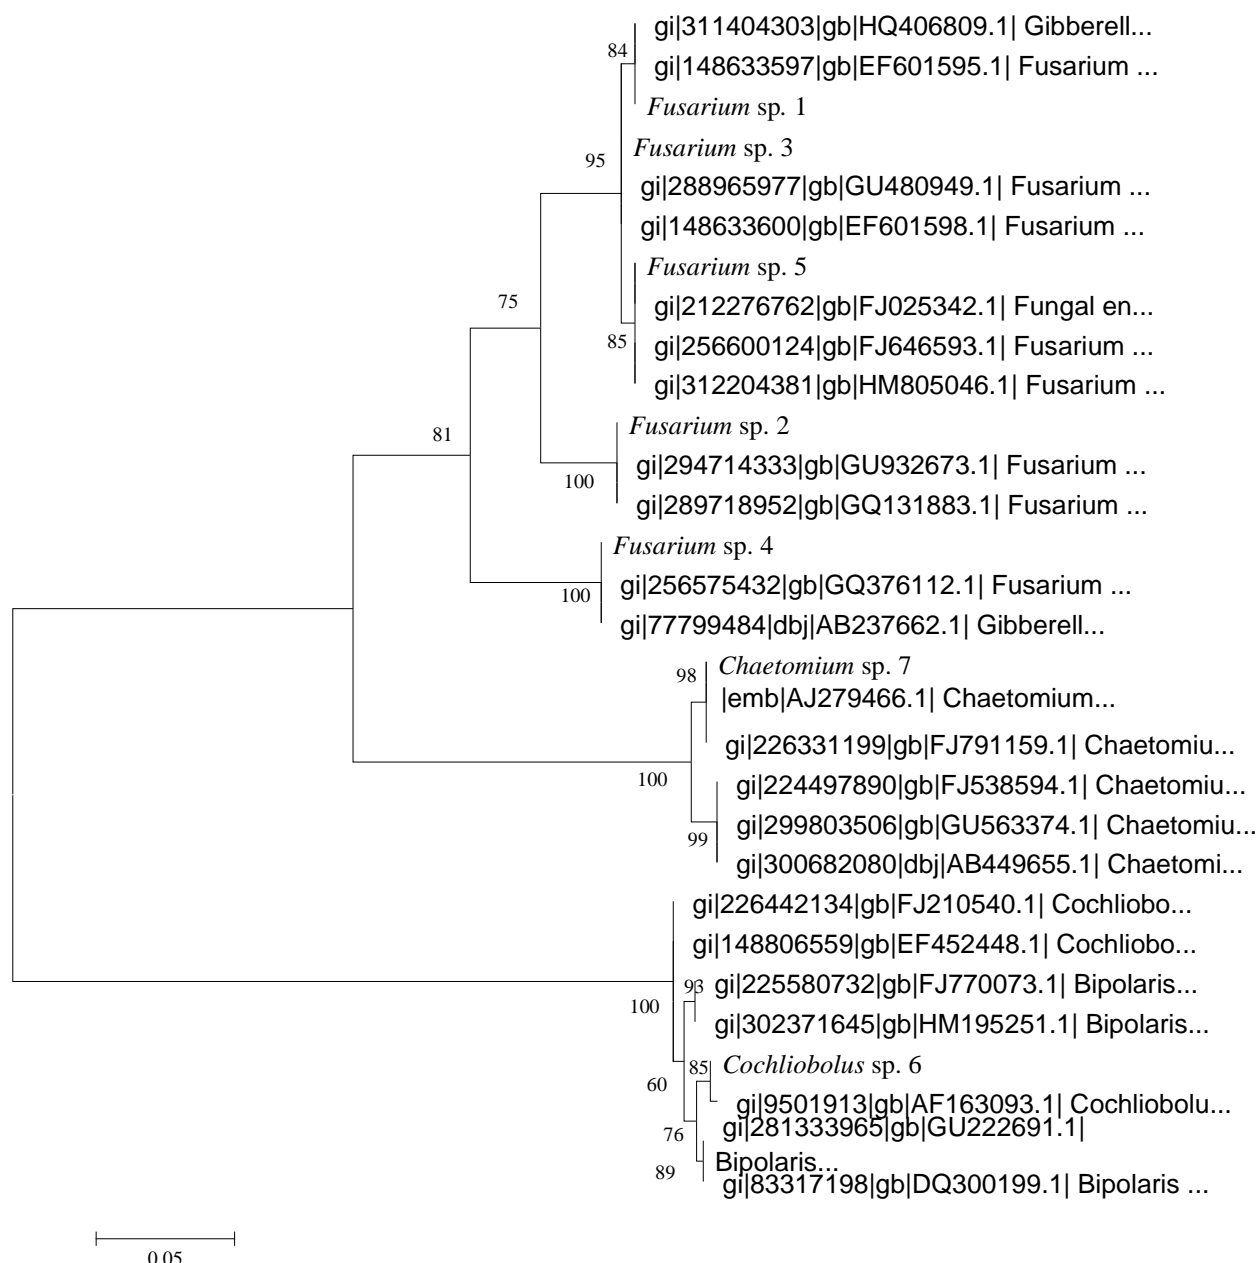 gi|311404303|gb|HQ406809.1| Gibberell...
84
gi|148633597|gb|EF601595.1| Fusarium ...
Fusarium sp. 1
Fusarium sp. 3
95
gi|288965977|gb|GU480949.1| Fusarium ...
gi|148633600|gb|EF601598.1| Fusarium ...
Fusarium sp. 5
75
gi|212276762|gb|FJ025342.1| Fungal en...
85
gi|256600124|gb|FJ646593.1| Fusarium ...
gi|312204381|gb|HM805046.1| Fusarium ...
Fusarium sp. 2
81
gi|294714333|gb|GU932673.1| Fusarium ...
100
gi|289718952|gb|GQ131883.1| Fusarium ...
Fusarium sp. 4
gi|256575432|gb|GQ376112.1| Fusarium ...
100
gi|77799484|dbj|AB237662.1| Gibberell...
Chaetomium sp. 7
98
|emb|AJ279466.1| Chaetomium...
gi|226331199|gb|FJ791159.1| Chaetomiu...
100
gi|224497890|gb|FJ538594.1| Chaetomiu...
gi|299803506|gb|GU563374.1| Chaetomiu...
99
gi|300682080|dbj|AB449655.1| Chaetomi...
gi|226442134|gb|FJ210540.1| Cochliobo...
gi|148806559|gb|EF452448.1| Cochliobo...
93
gi|225580732|gb|FJ770073.1| Bipolaris...
100
gi|302371645|gb|HM195251.1| Bipolaris...
85
Cochliobolus sp. 6
60
gi|9501913|gb|AF163093.1| Cochliobolu...
gi|281333965|gb|GU222691.1|
76
Bipolaris...
89
gi|83317198|gb|DQ300199.1| Bipolaris ...
0.05